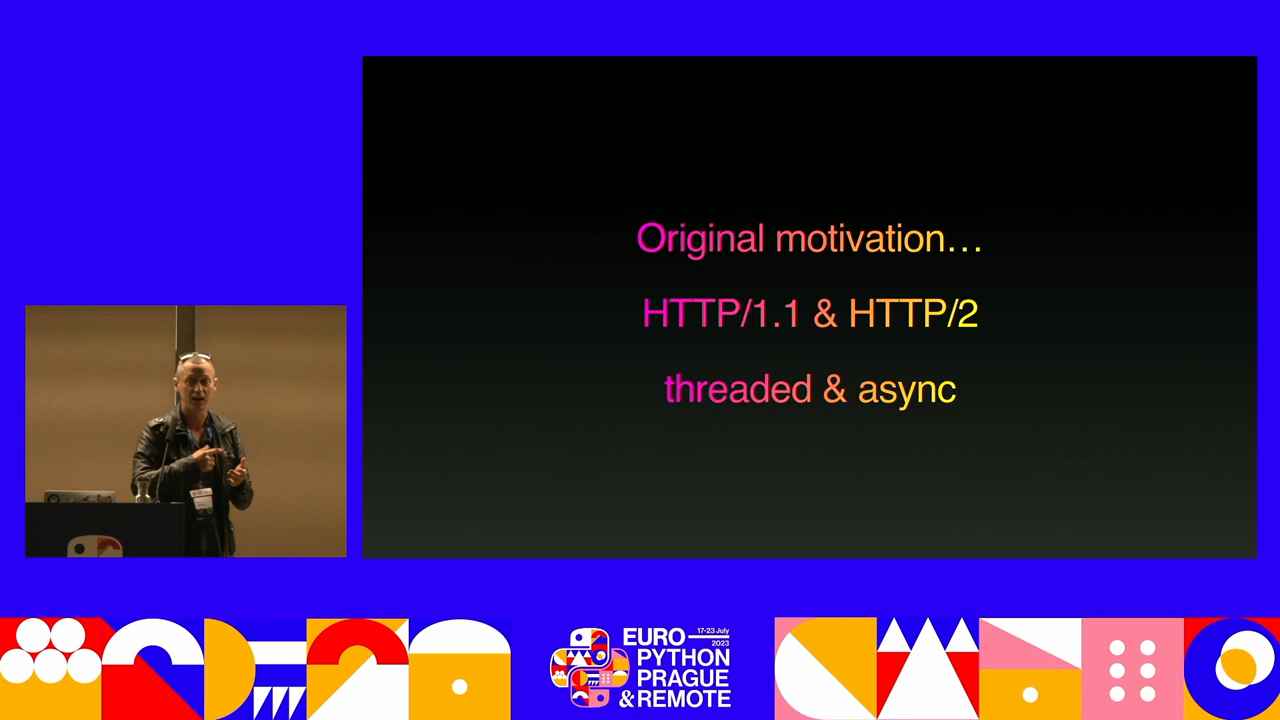 Original motivation…
HTTP/1.1 & HTTP/2
threaded & async
EURO 17-23 July
2023
PYTHON
PRAGUE
& REMOTE